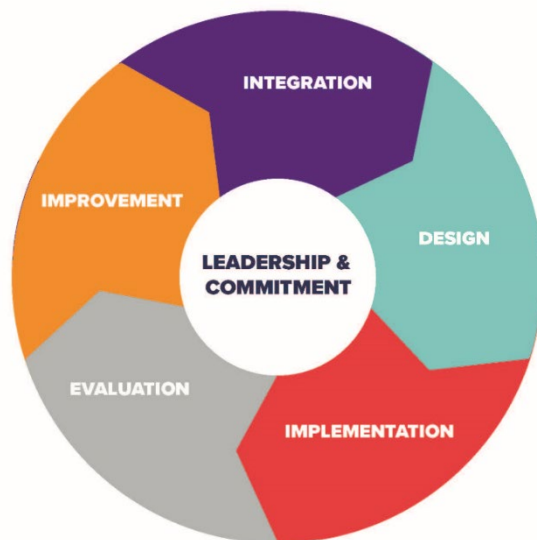 INTEGRATION
DESIGN
IMPLEMENTATION
EVALUATION
IMPROVEMENT
LEADERSHIP &
COMMITMENT